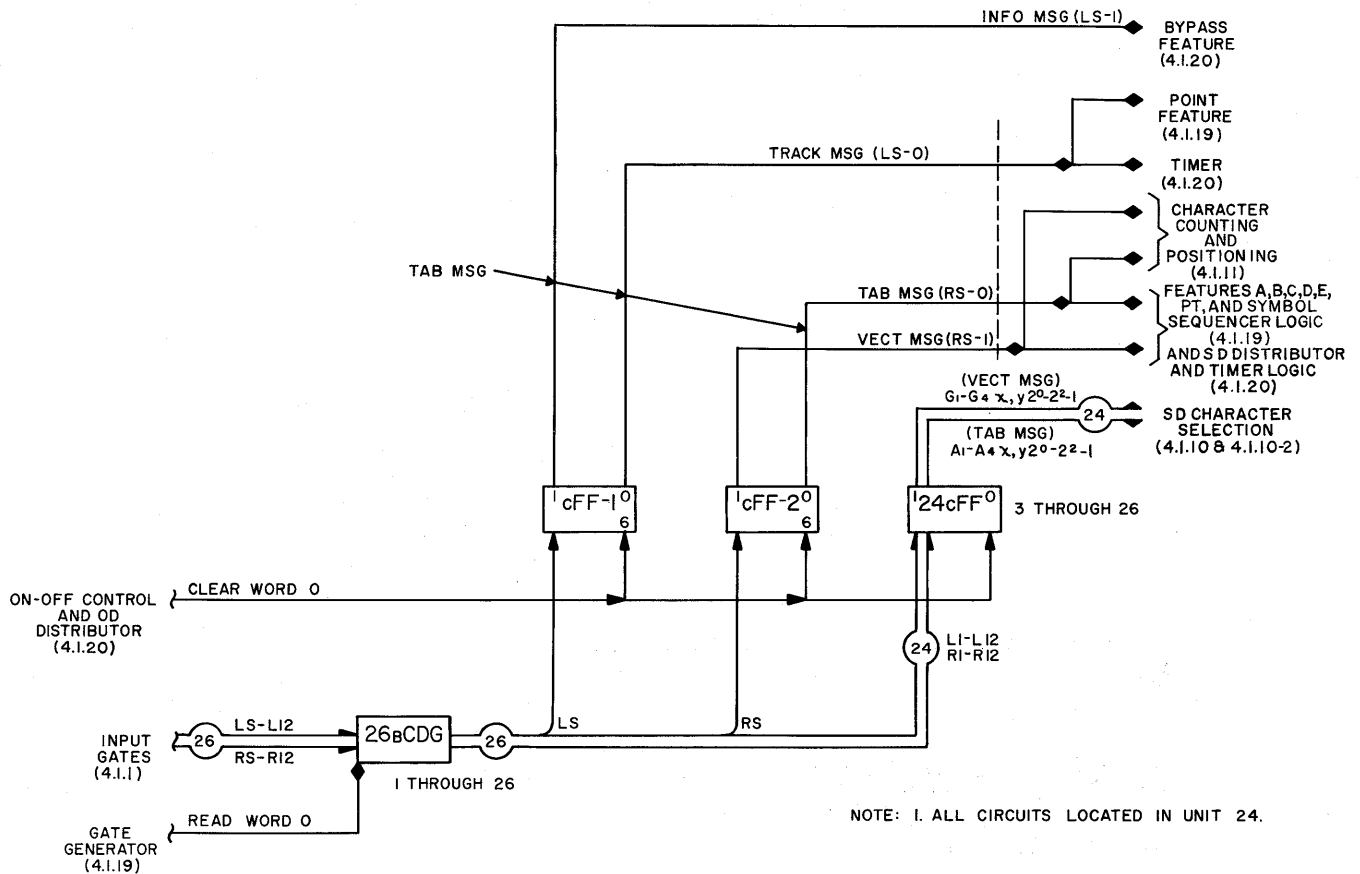 INFO MSG (LS-1)
BYPASS
FEATURE
(4.1.20)
POINT
FEATURE
(4.1.19)
TRACK MSG (LS-0)
TIMER
(4.1.20)
CHARACTER
COUNTING
AND
POSITIONING
(4.1.11)
TAB MSG
TAB MSG (RS-0)
FEATURES A,B,C,D,E,
PT, AND SYMBOL
SEQUENCER LOGIC
(4.1.19)
VECT MSG (RS-1)
AND SD DISTRIBUTOR
AND TIMER LOGIC
(4.1.20)
(VECT MSG)
G1-G4 x, y 2⁰-2²-1
24
(TAB MSG)
A1-A4 x, y 2⁰-2²-1
SD CHARACTER
SELECTION
(4.1.10 & 4.1.10-2)
1 cFF-1 0
6
1 cFF-2 0
6
1 24cFF 0
3 THROUGH 26
CLEAR WORD 0
ON-OFF CONTROL
AND OD
DISTRIBUTOR
(4.1.20)
24
L1-L12
R1-R12
LS-L12
26
RS-R12
INPUT
GATES
(4.1.1)
26BCDG
26
LS
RS
1 THROUGH 26
READ WORD 0
GATE
GENERATOR
(4.1.19)
NOTE: 1. ALL CIRCUITS LOCATED IN UNIT 24.